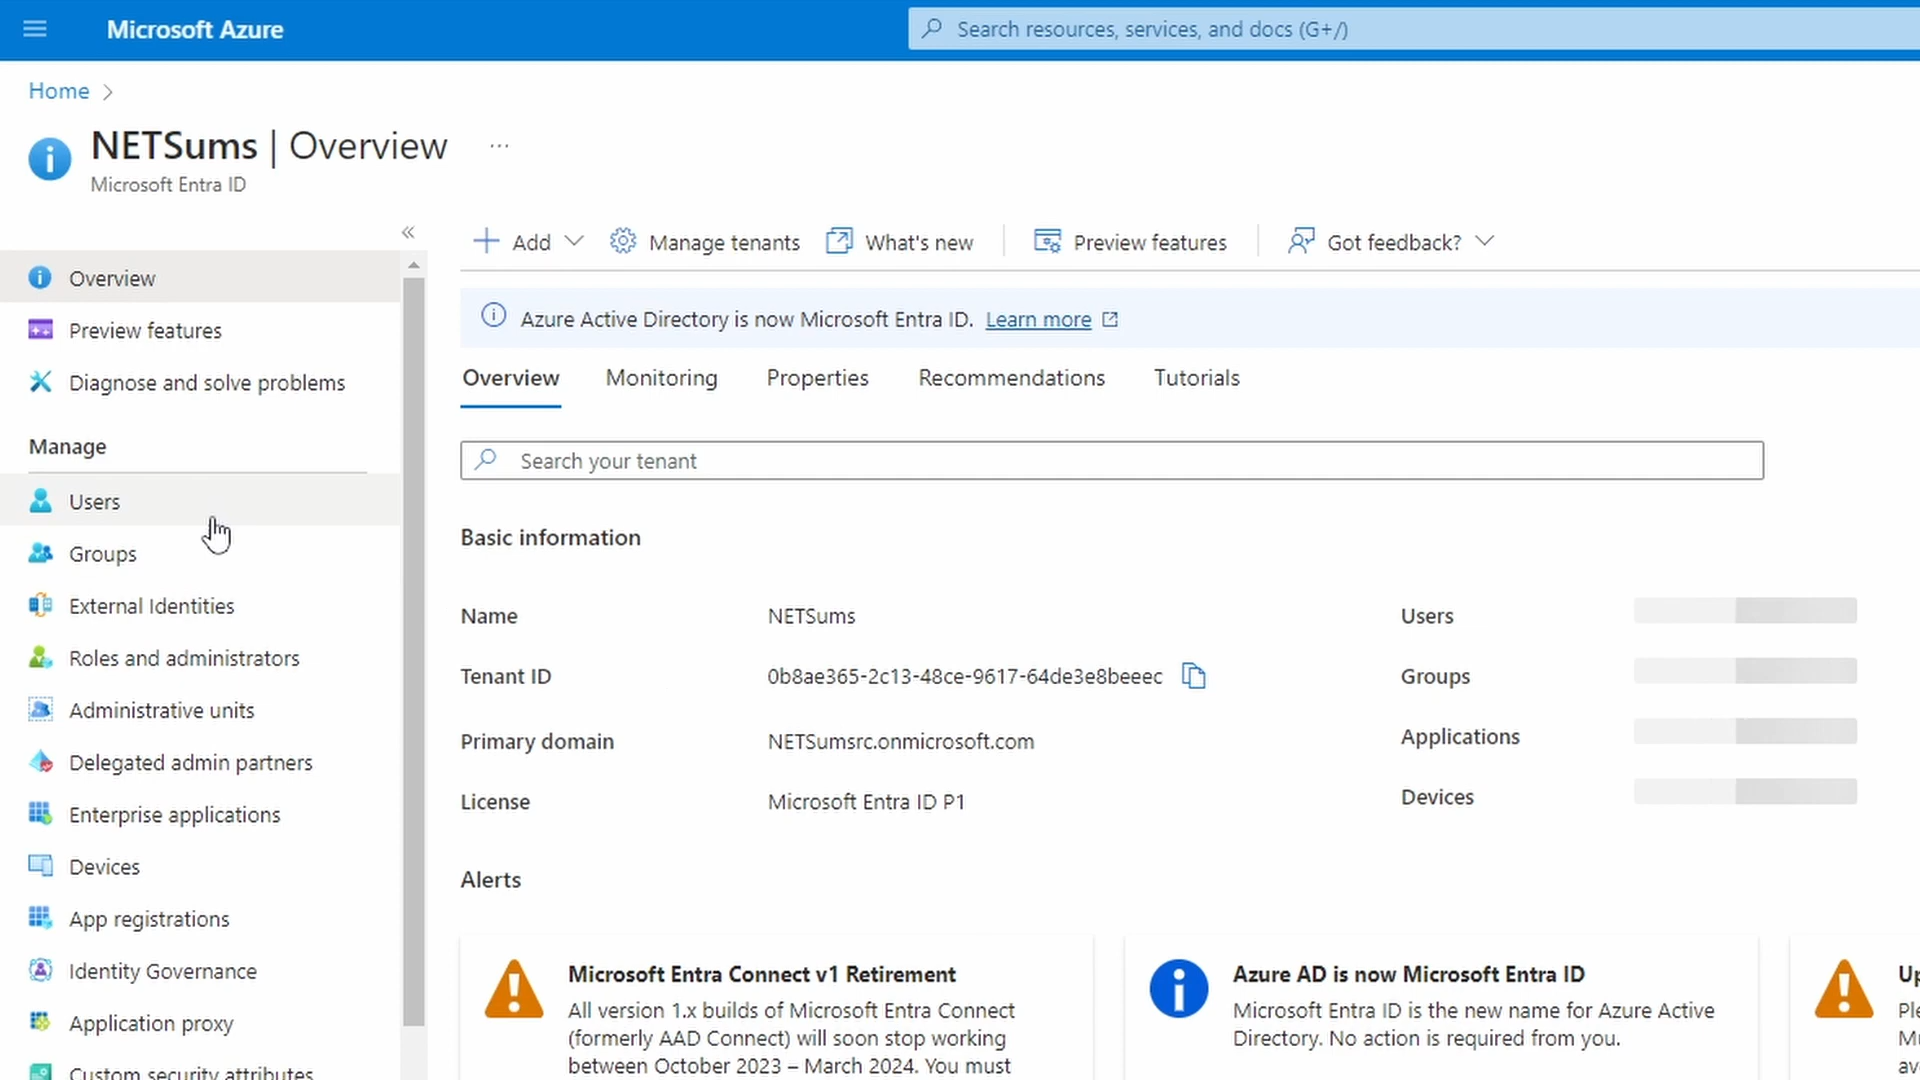 Microsoft Azure
Search resources, services, and docs (G+/)
Home
NETSums | Overview
...
Microsoft Entra ID
Overview
Preview features
Diagnose and solve problems
Manage
Users
Groups
External Identities
Roles and administrators
Administrative units
Delegated admin partners
Enterprise applications
Devices
App registrations
Identity Governance
Application proxy
Custom security attributes
Add
Manage tenants
What's new
Preview features
Got feedback?
Azure Active Directory is now Microsoft Entra ID. Learn more
Overview
Monitoring
Properties
Recommendations
Tutorials
Search your tenant
Basic information
Name NETSums
Tenant ID 0b8ae365-2c13-48ce-9617-64de3e8beeec
Primary domain NETSumsrc.onmicrosoft.com
License Microsoft Entra ID P1
Users
Groups
Applications
Devices
Alerts
Microsoft Entra Connect v1 Retirement
All version 1.x builds of Microsoft Entra Connect
(formerly AAD Connect) will soon stop working
between October 2023 – March 2024. You must
Azure AD is now Microsoft Entra ID
Microsoft Entra ID is the new name for Azure Active
Directory. No action is required from you.